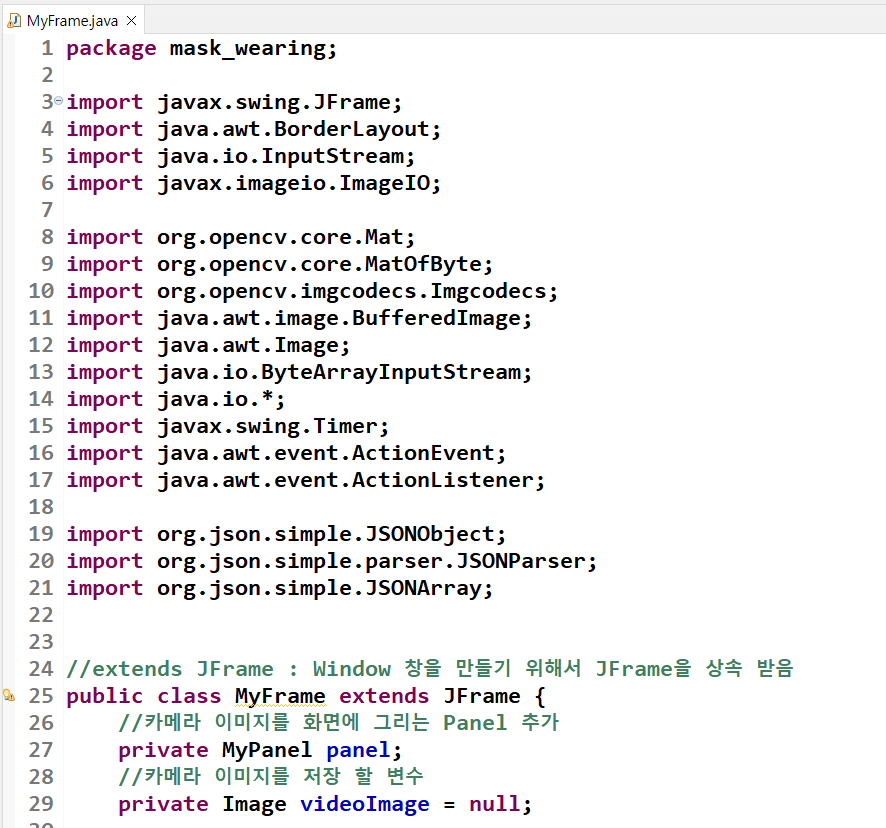 MyFrame.java
1 package mask_wearing;
2
3 import javax.swing.JFrame;
4 import java.awt.BorderLayout;
5 import java.io.InputStream;
6 import javax.imageio.ImageIO;
7
8 import org.opencv.core.Mat;
9 import org.opencv.core.MatOfByte;
10 import org.opencv.imgcodecs.Imgcodecs;
11 import java.awt.image.BufferedImage;
12 import java.awt.Image;
13 import java.io.ByteArrayInputStream;
14 import java.io.*;
15 import javax.swing.Timer;
16 import java.awt.event.ActionEvent;
17 import java.awt.event.ActionListener;
18
19 import org.json.simple.JSONObject;
20 import org.json.simple.parser.JSONParser;
21 import org.json.simple.JSONArray;
22
23
24 //extends JFrame : Window 창을 만들기 위해서 JFrame을 상속 받음
25 public class MyFrame extends JFrame {
26 //카메라 이미지를 화면에 그리는 Panel 추가
27 private MyPanel panel;
28 //카메라 이미지를 저장 할 변수
29 private Image videoImage = null;